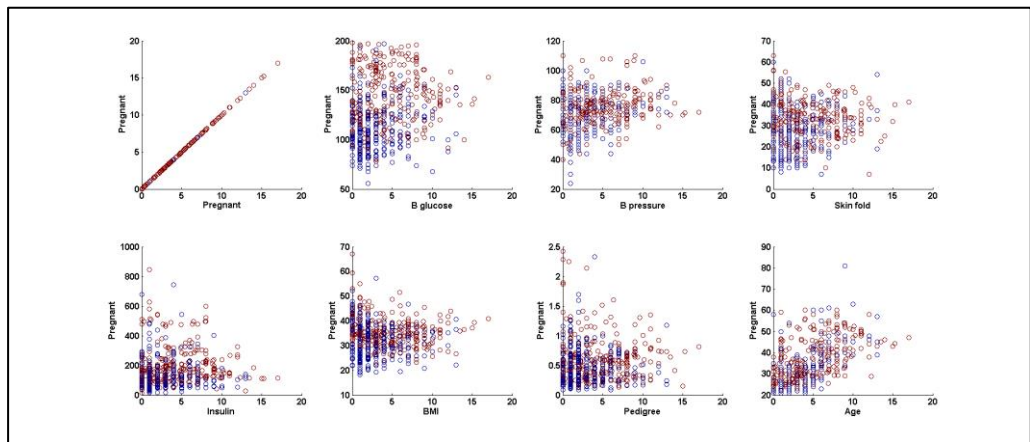 20
15
10
5
0
Pregnant
0 5 10 15 20
Pregnant
200
150
100
50
Pregnant
0 5 10 15 20
B glucose
120
100
80
60
40
20
Pregnant
0 5 10 15 20
B pressure
70
60
50
40
30
20
10
0
Pregnant
0 5 10 15 20
Skin fold
1000
800
600
400
200
0
Pregnant
0 5 10 15 20
Insulin
70
60
50
40
30
20
10
Pregnant
0 5 10 15 20
BMI
2.5
2
1.5
1
0.5
0
Pregnant
0 5 10 15 20
Pedigree
90
80
70
60
50
40
30
20
Pregnant
0 5 10 15 20
Age